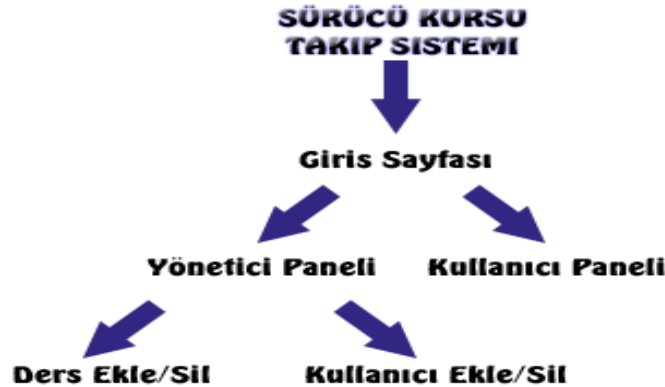 SÜRÜCÜ KURSU
TAKIP SISTEMI
Giris Sayfası
Yönetici Paneli
Kullanıcı Paneli
Ders Ekle/Sil
Kullanıcı Ekle/Sil